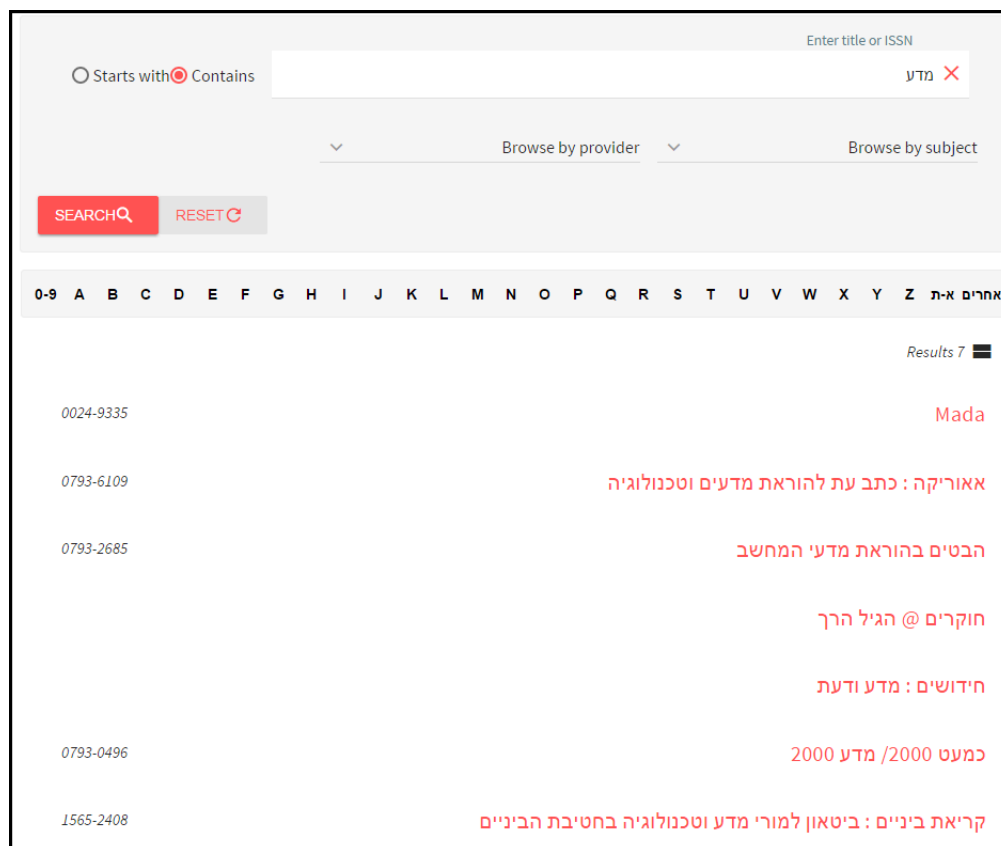 Enter title or ISSN
Starts with Contains מדע
Browse by provider Browse by subject
SEARCH RESET
0-9 A B C D E F G H I J K L M N O P Q R S T U V W X Y Z א-ת אחרים
Results 7
0024-9335 Mada
0793-6109 אאוריקה : כתב עת להוראת מדעים וטכנולוגיה
0793-2685 הבטים בהוראת מדעי המחשב
חוקרים @ הגיל הרך
חידושים : מדע ודעת
0793-0496 כמעט 2000/ מדע 2000
1565-2408 קריאת ביניים : ביטאון למורי מדע וטכנולוגיה בחטיבת הביניים